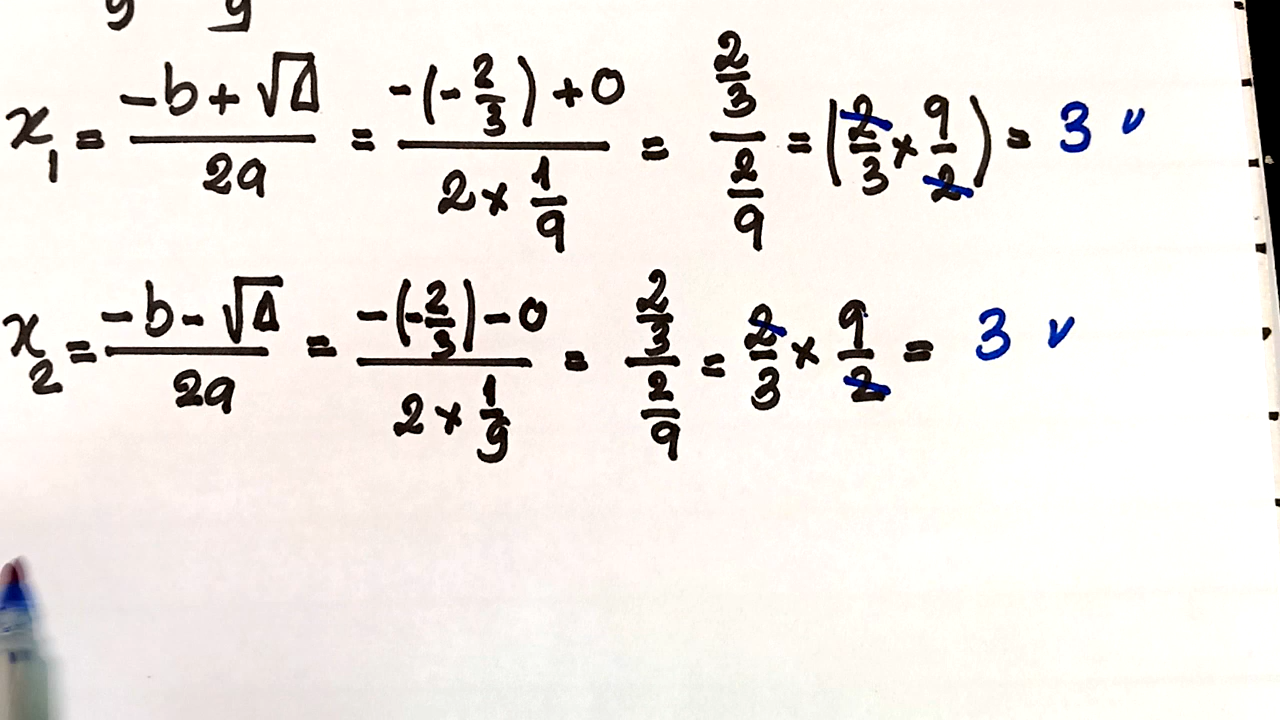 x₁ = (-b + √Δ)/(2a) = (-(-2/3) + 0)/(2 × 1/9) = (2/3)/(2/9) = (2/3 × 9/2) = 3 ✓
x₂ = (-b - √Δ)/(2a) = (-(-2/3) - 0)/(2 × 1/9) = (2/3)/(2/9) = 2/3 × 9/2 = 3 ✓